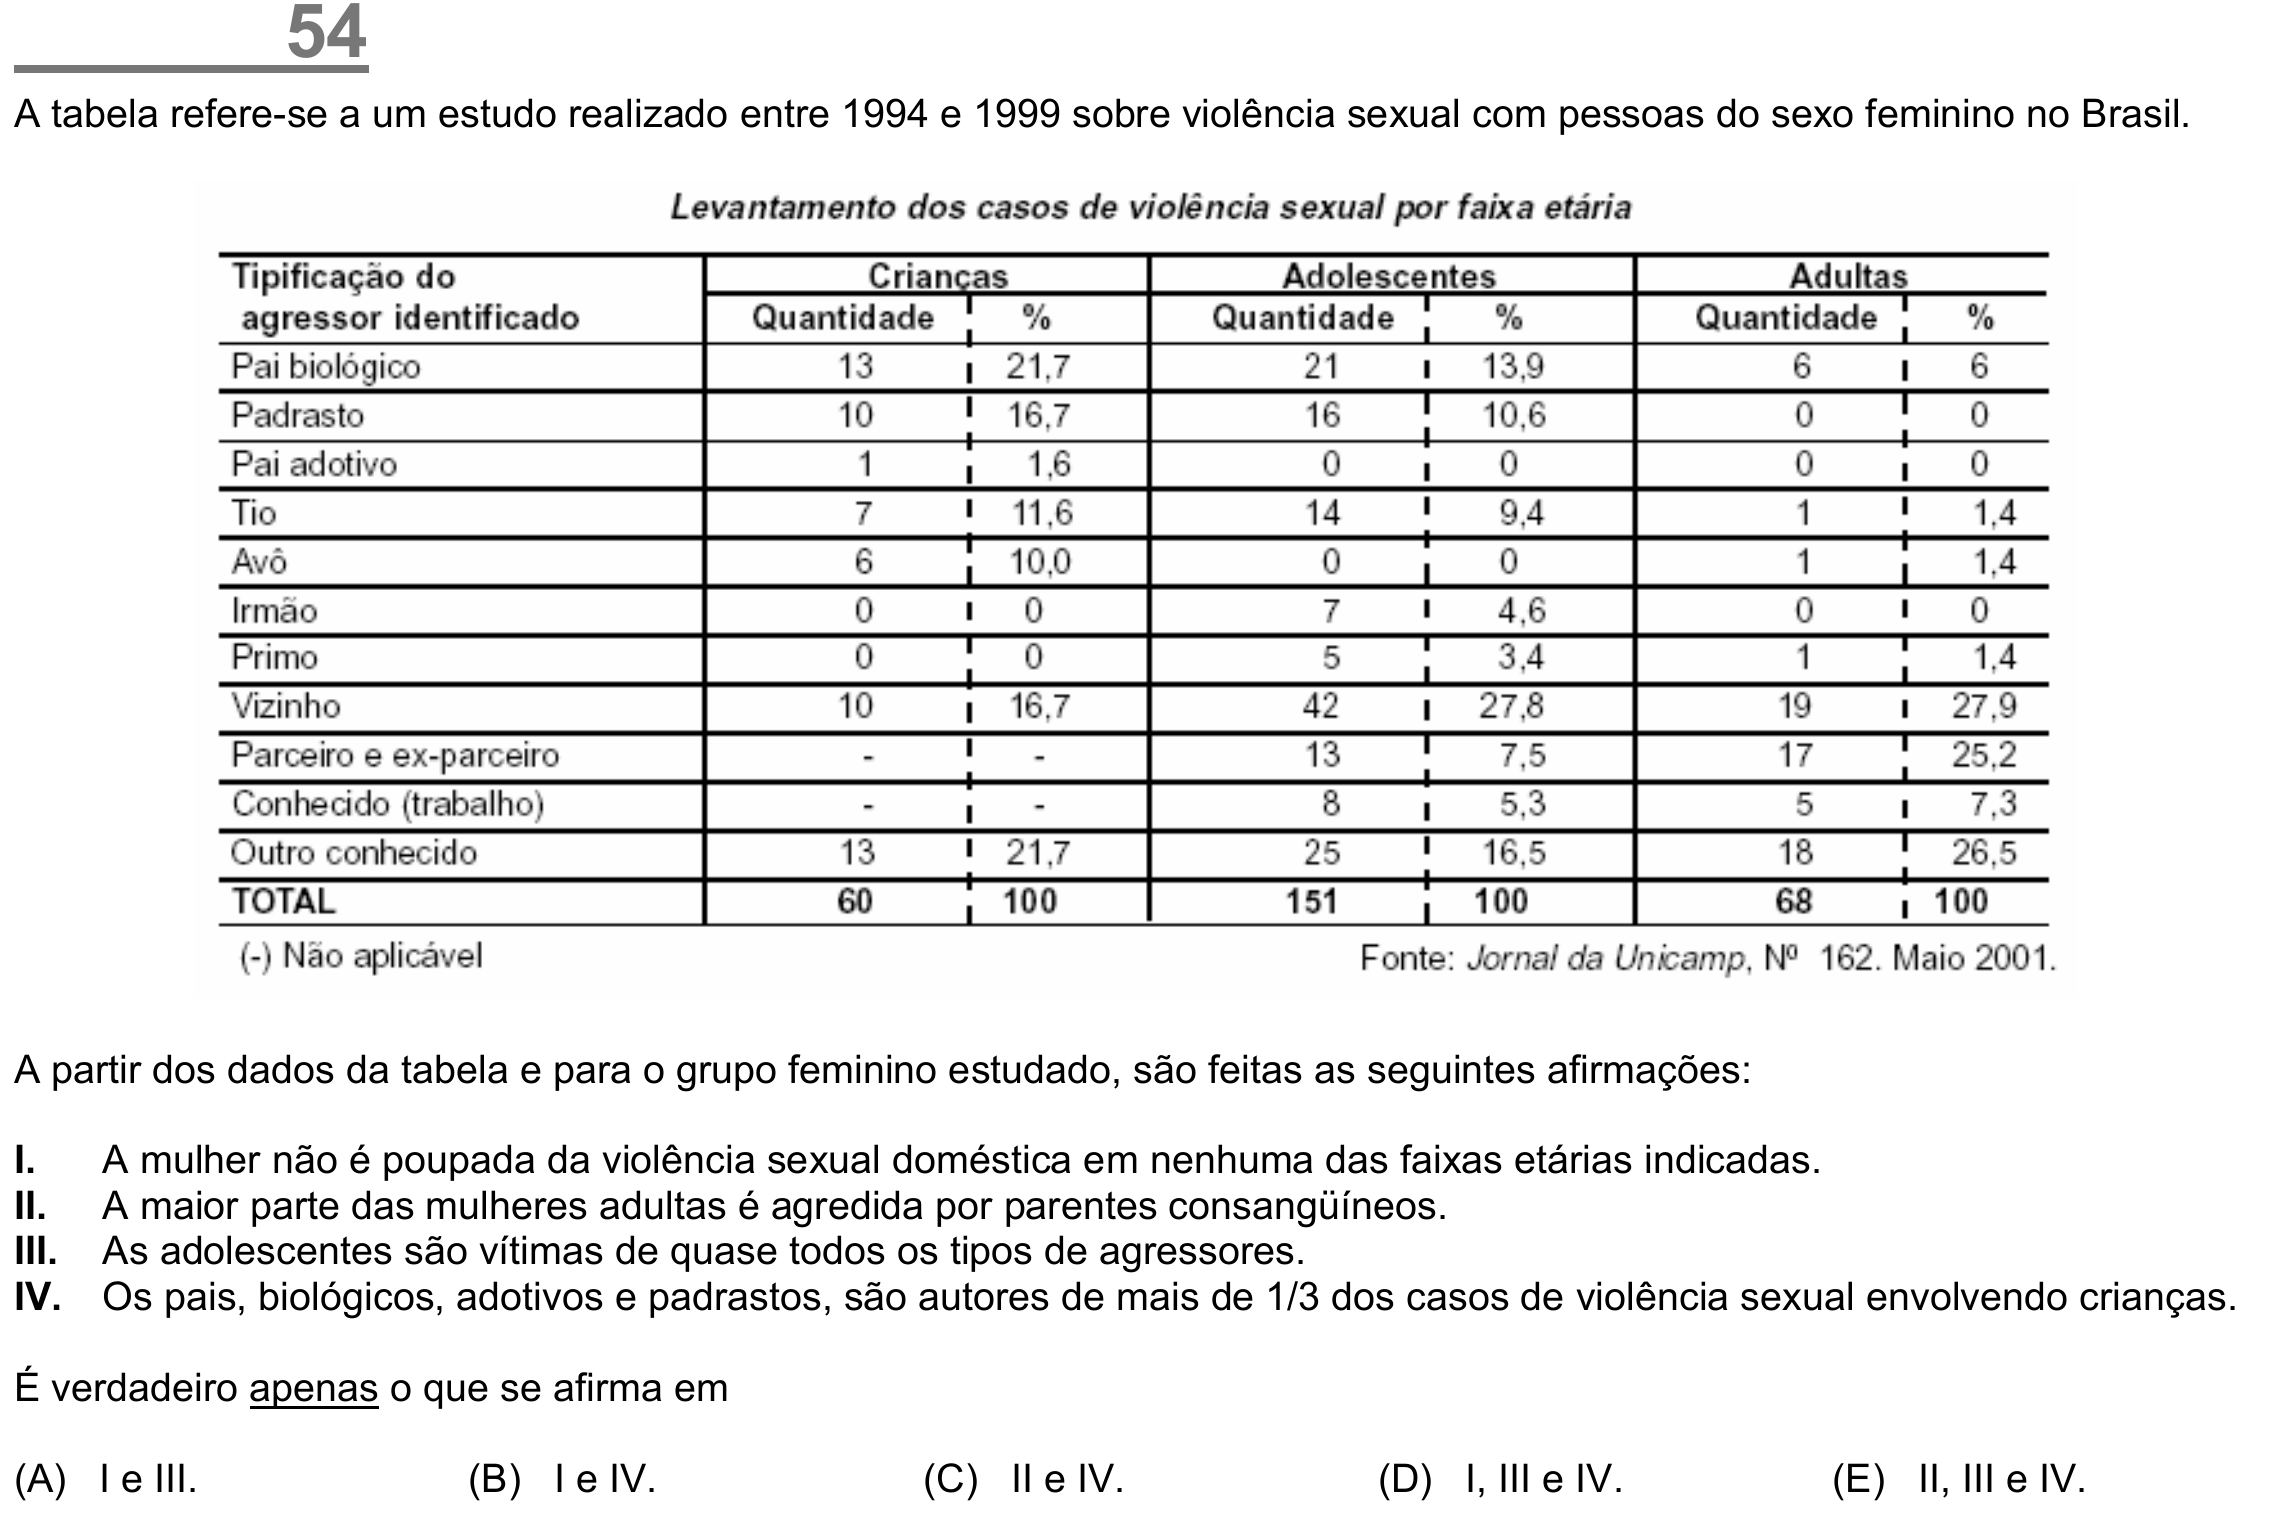 54
A tabela refere-se a um estudo realizado entre 1994 e 1999 sobre violência sexual com pessoas do sexo feminino no Brasil.
Levantamento dos casos de violência sexual por faixa etária
Tipificação do agressor identificado Crianças Adolescentes Adultas
Quantidade % Quantidade % Quantidade %
Pai biológico 13 21,7 21 13,9 6 6
Padrasto 10 16,7 16 10,6 0 0
Pai adotivo 1 1,6 0 0 0 0
Tio 7 11,6 14 9,4 1 1,4
Avô 6 10,0 0 0 1 1,4
Irmão 0 0 7 4,6 0 0
Primo 0 0 5 3,4 1 1,4
Vizinho 10 16,7 42 27,8 19 27,9
Parceiro e ex-parceiro - - 13 7,5 17 25,2
Conhecido (trabalho) - - 8 5,3 5 7,3
Outro conhecido 13 21,7 25 16,5 18 26,5
TOTAL 60 100 151 100 68 100
(-) Não aplicável Fonte: Jornal da Unicamp, Nº 162. Maio 2001.
A partir dos dados da tabela e para o grupo feminino estudado, são feitas as seguintes afirmações:
I. A mulher não é poupada da violência sexual doméstica em nenhuma das faixas etárias indicadas.
II. A maior parte das mulheres adultas é agredida por parentes consangüíneos.
III. As adolescentes são vítimas de quase todos os tipos de agressores.
IV. Os pais, biológicos, adotivos e padrastos, são autores de mais de 1/3 dos casos de violência sexual envolvendo crianças.
É verdadeiro apenas o que se afirma em
(A) I e III. (B) I e IV. (C) II e IV. (D) I, III e IV. (E) II, III e IV.